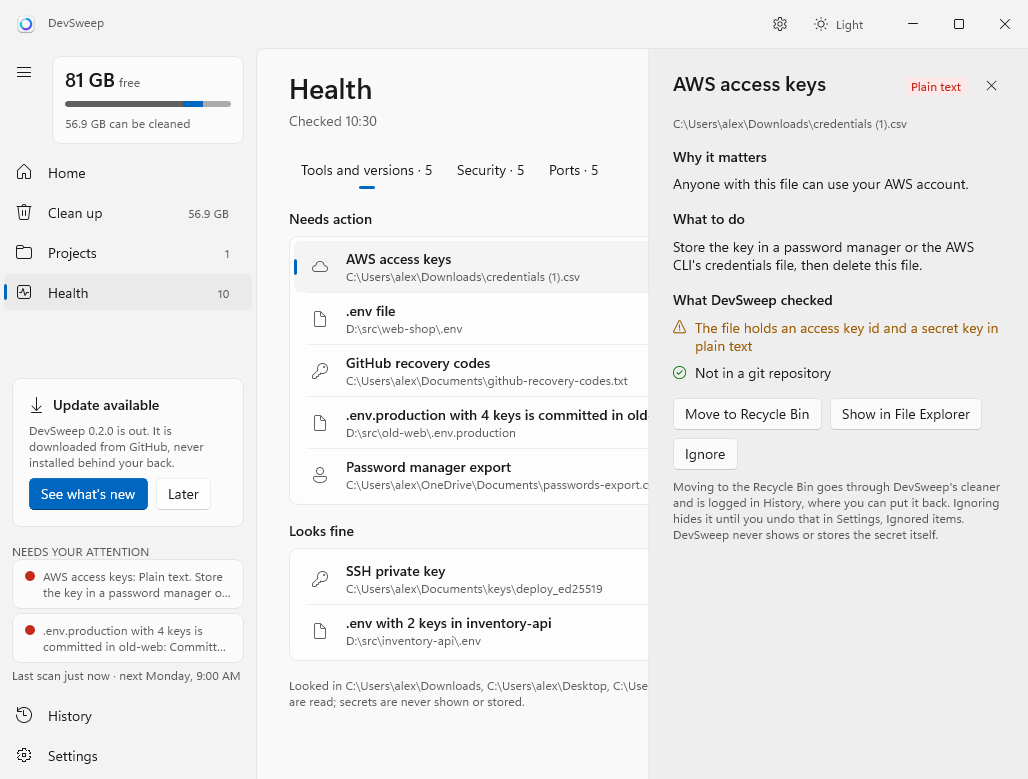 DevSweep
Light
81 GB free
56.9 GB can be cleaned
Home
Clean up 56.9 GB
Projects 1
Health 10
Update available
DevSweep 0.2.0 is out. It is
downloaded from GitHub, never
installed behind your back.
See what's new Later
NEEDS YOUR ATTENTION
AWS access keys: Plain text. Store
the key in a password manager o...
.env.production with 4 keys is
committed in old-web: Committ...
Last scan just now · next Monday, 9:00 AM
History
Settings
Health
Checked 10:30
Tools and versions · 5 Security · 5 Ports · 5
Needs action
AWS access keys
C:\Users\alex\Downloads\credentials (1).csv
.env file
D:\src\web-shop\.env
GitHub recovery codes
C:\Users\alex\Documents\github-recovery-codes.txt
.env.production with 4 keys is committed in old-
D:\src\old-web\.env.production
Password manager export
C:\Users\alex\OneDrive\Documents\passwords-export.c
Looks fine
SSH private key
C:\Users\alex\Documents\keys\deploy_ed25519
.env with 2 keys in inventory-api
D:\src\inventory-api\.env
Looked in C:\Users\alex\Downloads, C:\Users\alex\Desktop, C:\Use
are read; secrets are never shown or stored.
AWS access keys Plain text
C:\Users\alex\Downloads\credentials (1).csv
Why it matters
Anyone with this file can use your AWS account.
What to do
Store the key in a password manager or the AWS
CLI's credentials file, then delete this file.
What DevSweep checked
The file holds an access key id and a secret key in
plain text
Not in a git repository
Move to Recycle Bin Show in File Explorer
Ignore
Moving to the Recycle Bin goes through DevSweep's cleaner
and is logged in History, where you can put it back. Ignoring
hides it until you undo that in Settings, Ignored items.
DevSweep never shows or stores the secret itself.